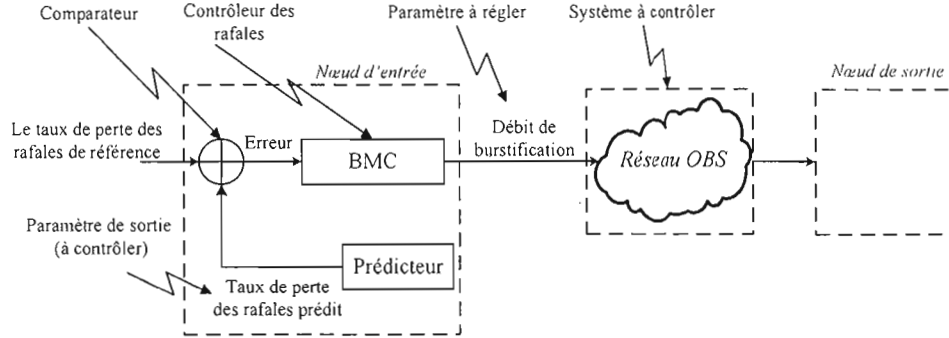 Comparateur
Contrôleur des
rafales
Paramètre à régler
Système à contrôler
Nœud d'entrée
Nœud de sortie
Le taux de perte des
rafales de référence
Erreur
BMC
Débit de
burstification
Réseau OBS
Paramètre de sortie
(à contrôler)
Prédicteur
Taux de perte
des rafales prédit